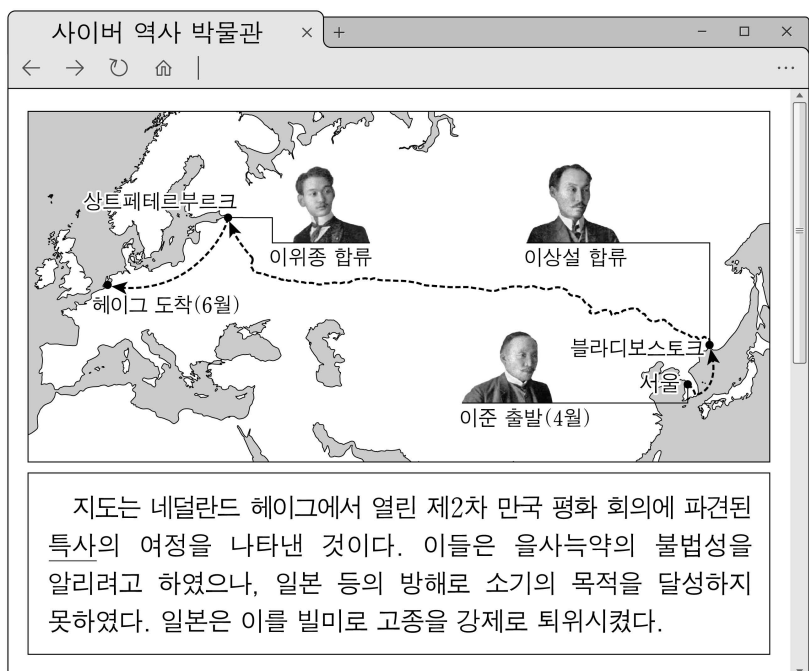 사이버 역사 박물관
상트페테르부르크
이위종 합류
이상설 합류
헤이그 도착(6월)
블라디보스토크
서울
이준 출발(4월)
지도는 네덜란드 헤이그에서 열린 제2차 만국 평화 회의에 파견된
특사의 여정을 나타낸 것이다. 이들은 을사늑약의 불법성을
알리려고 하였으나, 일본 등의 방해로 소기의 목적을 달성하지
못하였다. 일본은 이를 빌미로 고종을 강제로 퇴위시켰다.